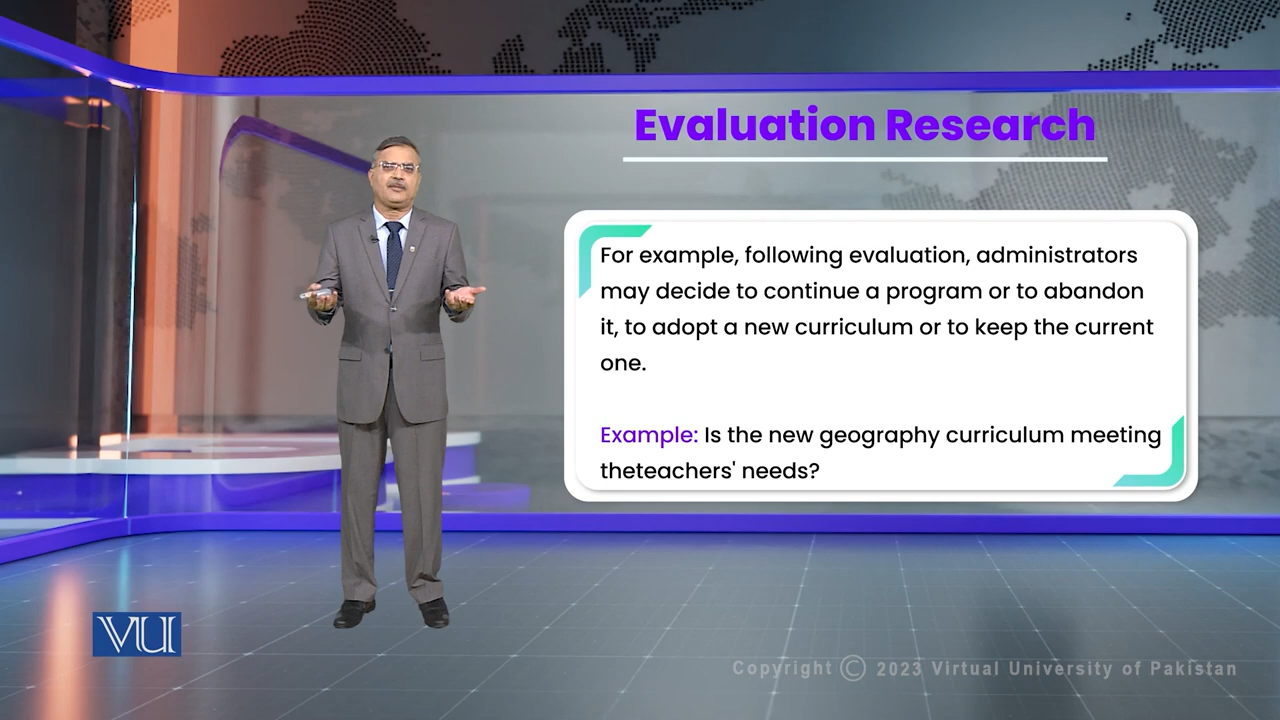 Evaluation Research
For example, following evaluation, administrators
may decide to continue a program or to abandon
it, to adopt a new curriculum or to keep the current
one.
Example: Is the new geography curriculum meeting
theteachers' needs?
VU
Copyright © 2023 Virtual University of Pakistan